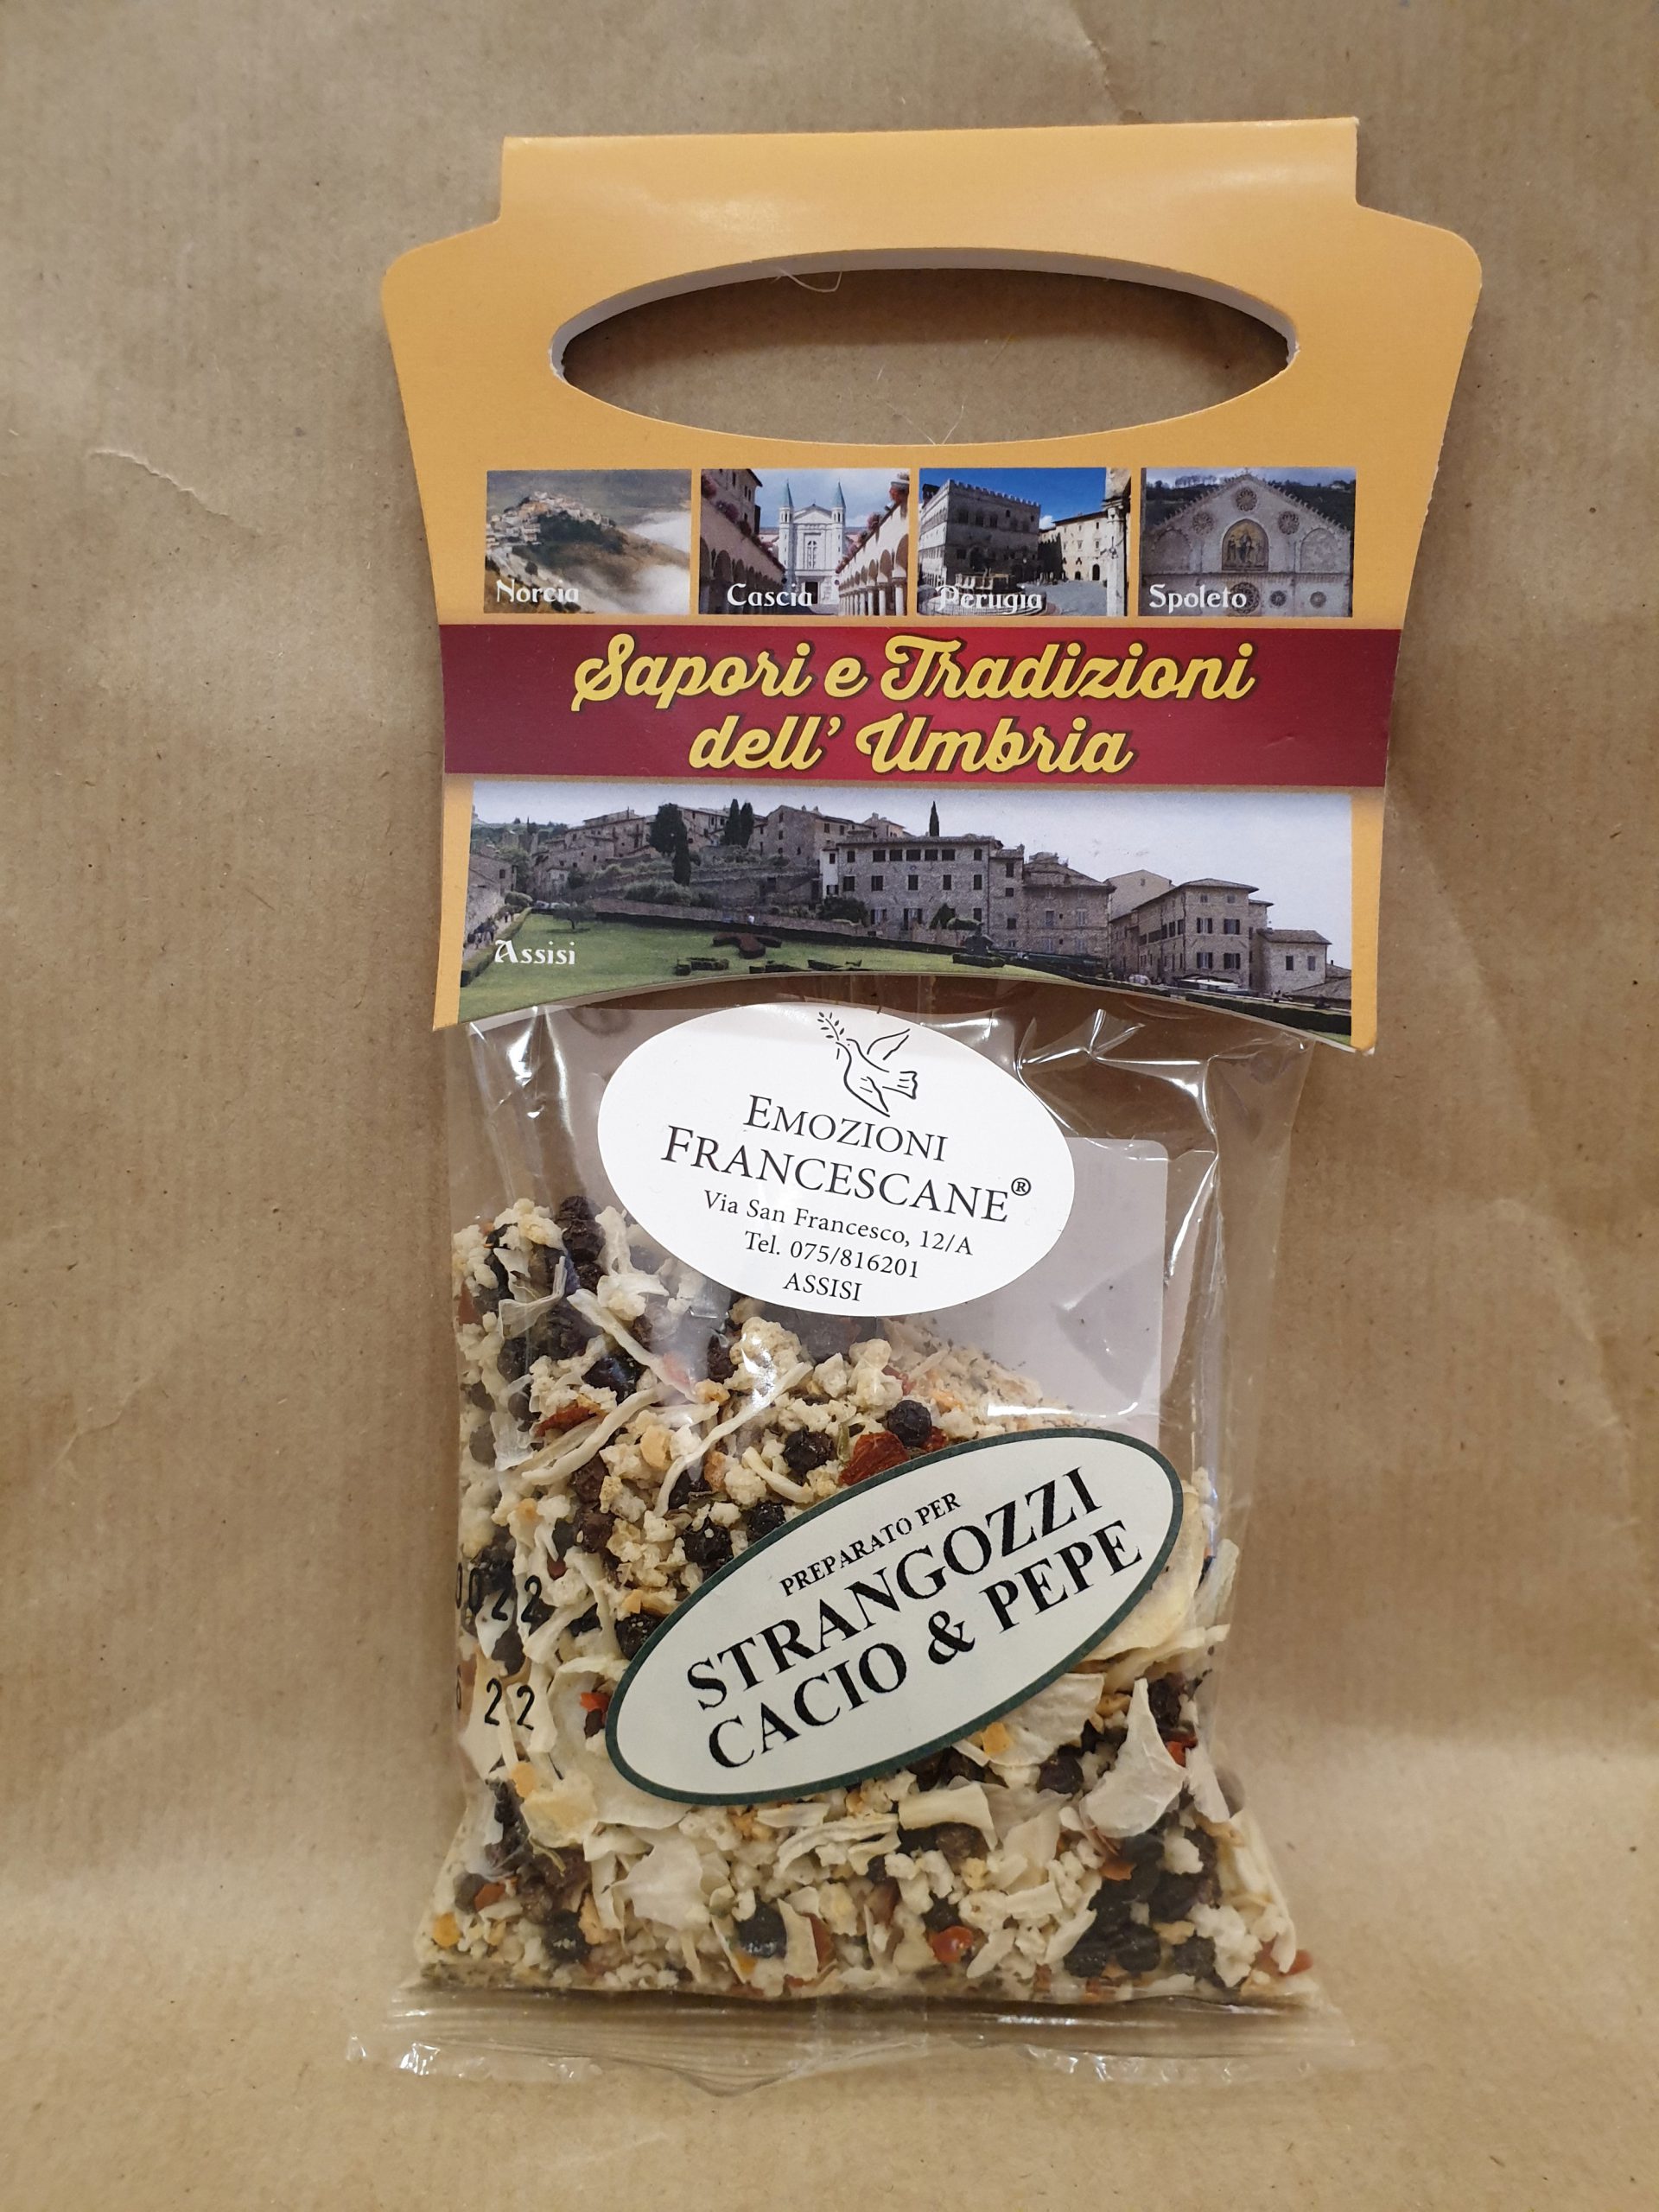 Norcia
Cascia
Perugia
Spoleto
Sapori e Tradizioni
dell' Umbria
Assisi
EMOZIONI
FRANCESCANE®
Via San Francesco, 12/A
Tel. 075/816201
ASSISI
PREPARATO PER
STRANGOZZI
CACIO & PEPE
22